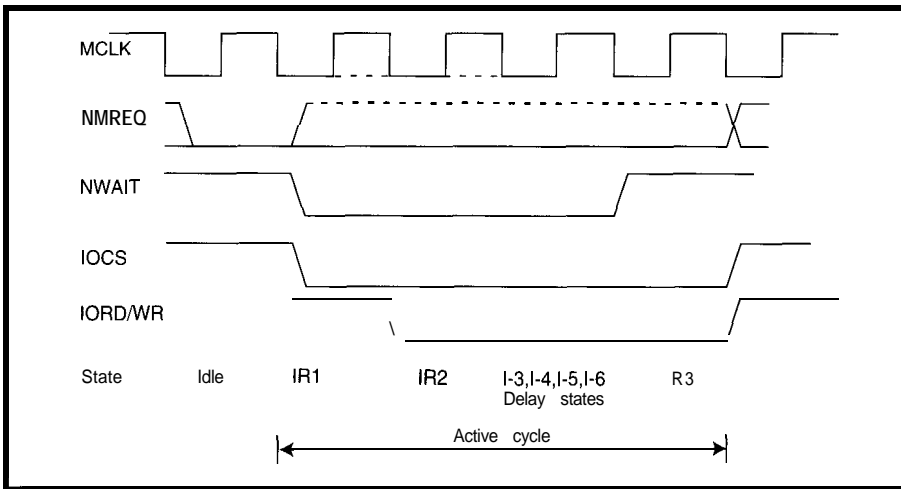 MCLK
NMREQ
NWAIT
IOCS
IORD/WR
State Idle IR1 IR2 I-3,I-4,I-5,I-6 R3
Delay states
Active cycle